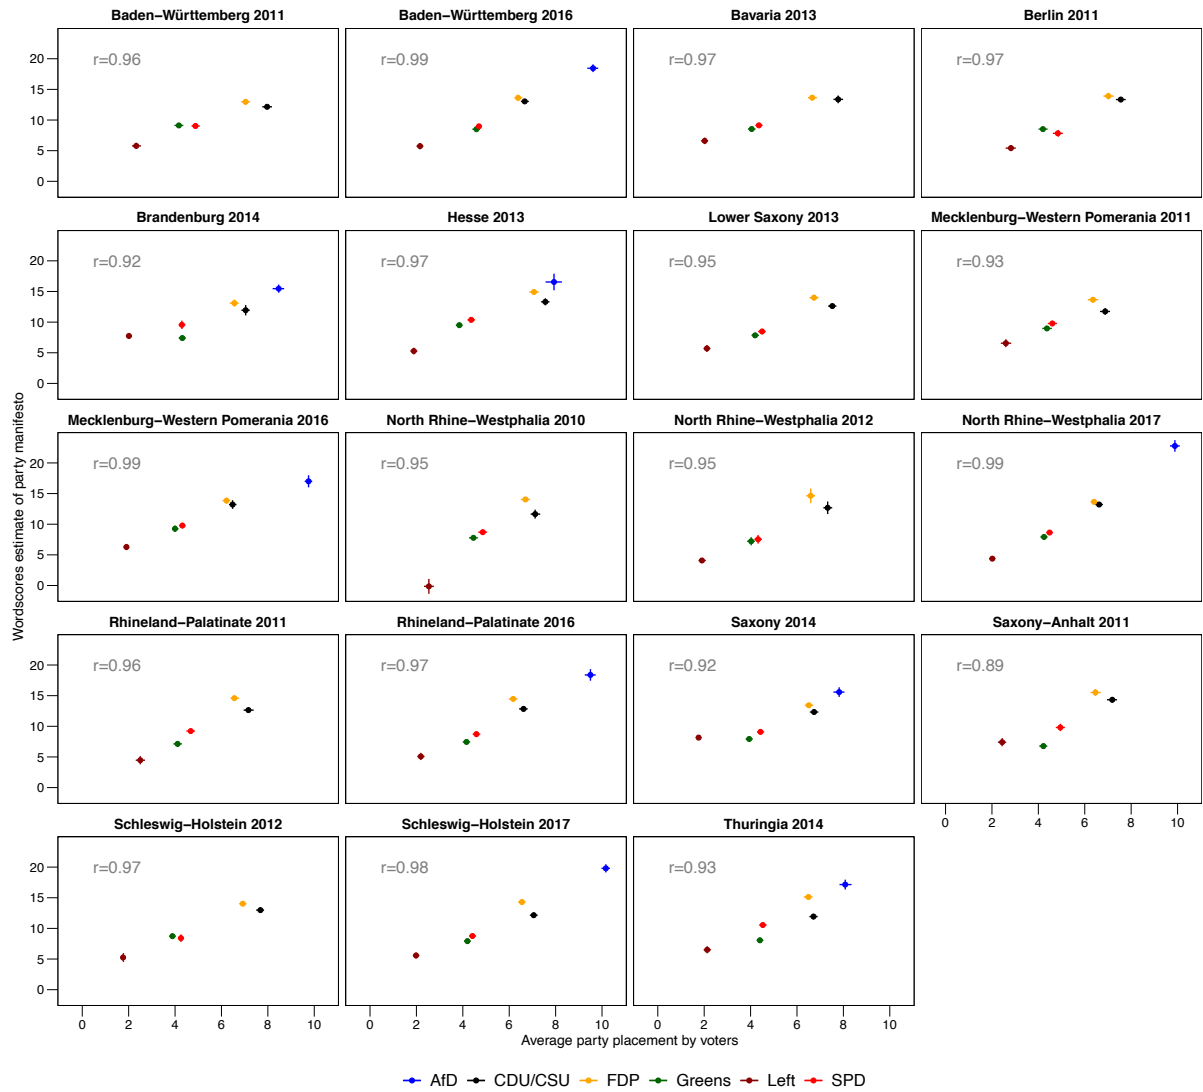 Baden−Württemberg 2011 Baden−Württemberg 2016 Bavaria 2013 Berlin 2011
20 r=0.96 r=0.99 r=0.97 r=0.97
15
10
5
0
Brandenburg 2014 Hesse 2013 Lower Saxony 2013 Mecklenburg−Western Pomerania 2011
20 r=0.92 r=0.97 r=0.95 r=0.93
15
10
5
0
Wordscores estimate of party manifesto
Mecklenburg−Western Pomerania 2016 North Rhine−Westphalia 2010 North Rhine−Westphalia 2012 North Rhine−Westphalia 2017
20 r=0.99 r=0.95 r=0.95 r=0.99
15
10
5
0
Rhineland−Palatinate 2011 Rhineland−Palatinate 2016 Saxony 2014 Saxony−Anhalt 2011
20 r=0.96 r=0.97 r=0.92 r=0.89
15
10
5
0
0 2 4 6 8 10
Schleswig−Holstein 2012 Schleswig−Holstein 2017 Thuringia 2014
20 r=0.97 r=0.98 r=0.93
15
10
5
0
0 2 4 6 8 10 0 2 4 6 8 10 0 2 4 6 8 10
Average party placement by voters
AfD CDU/CSU FDP Greens Left SPD